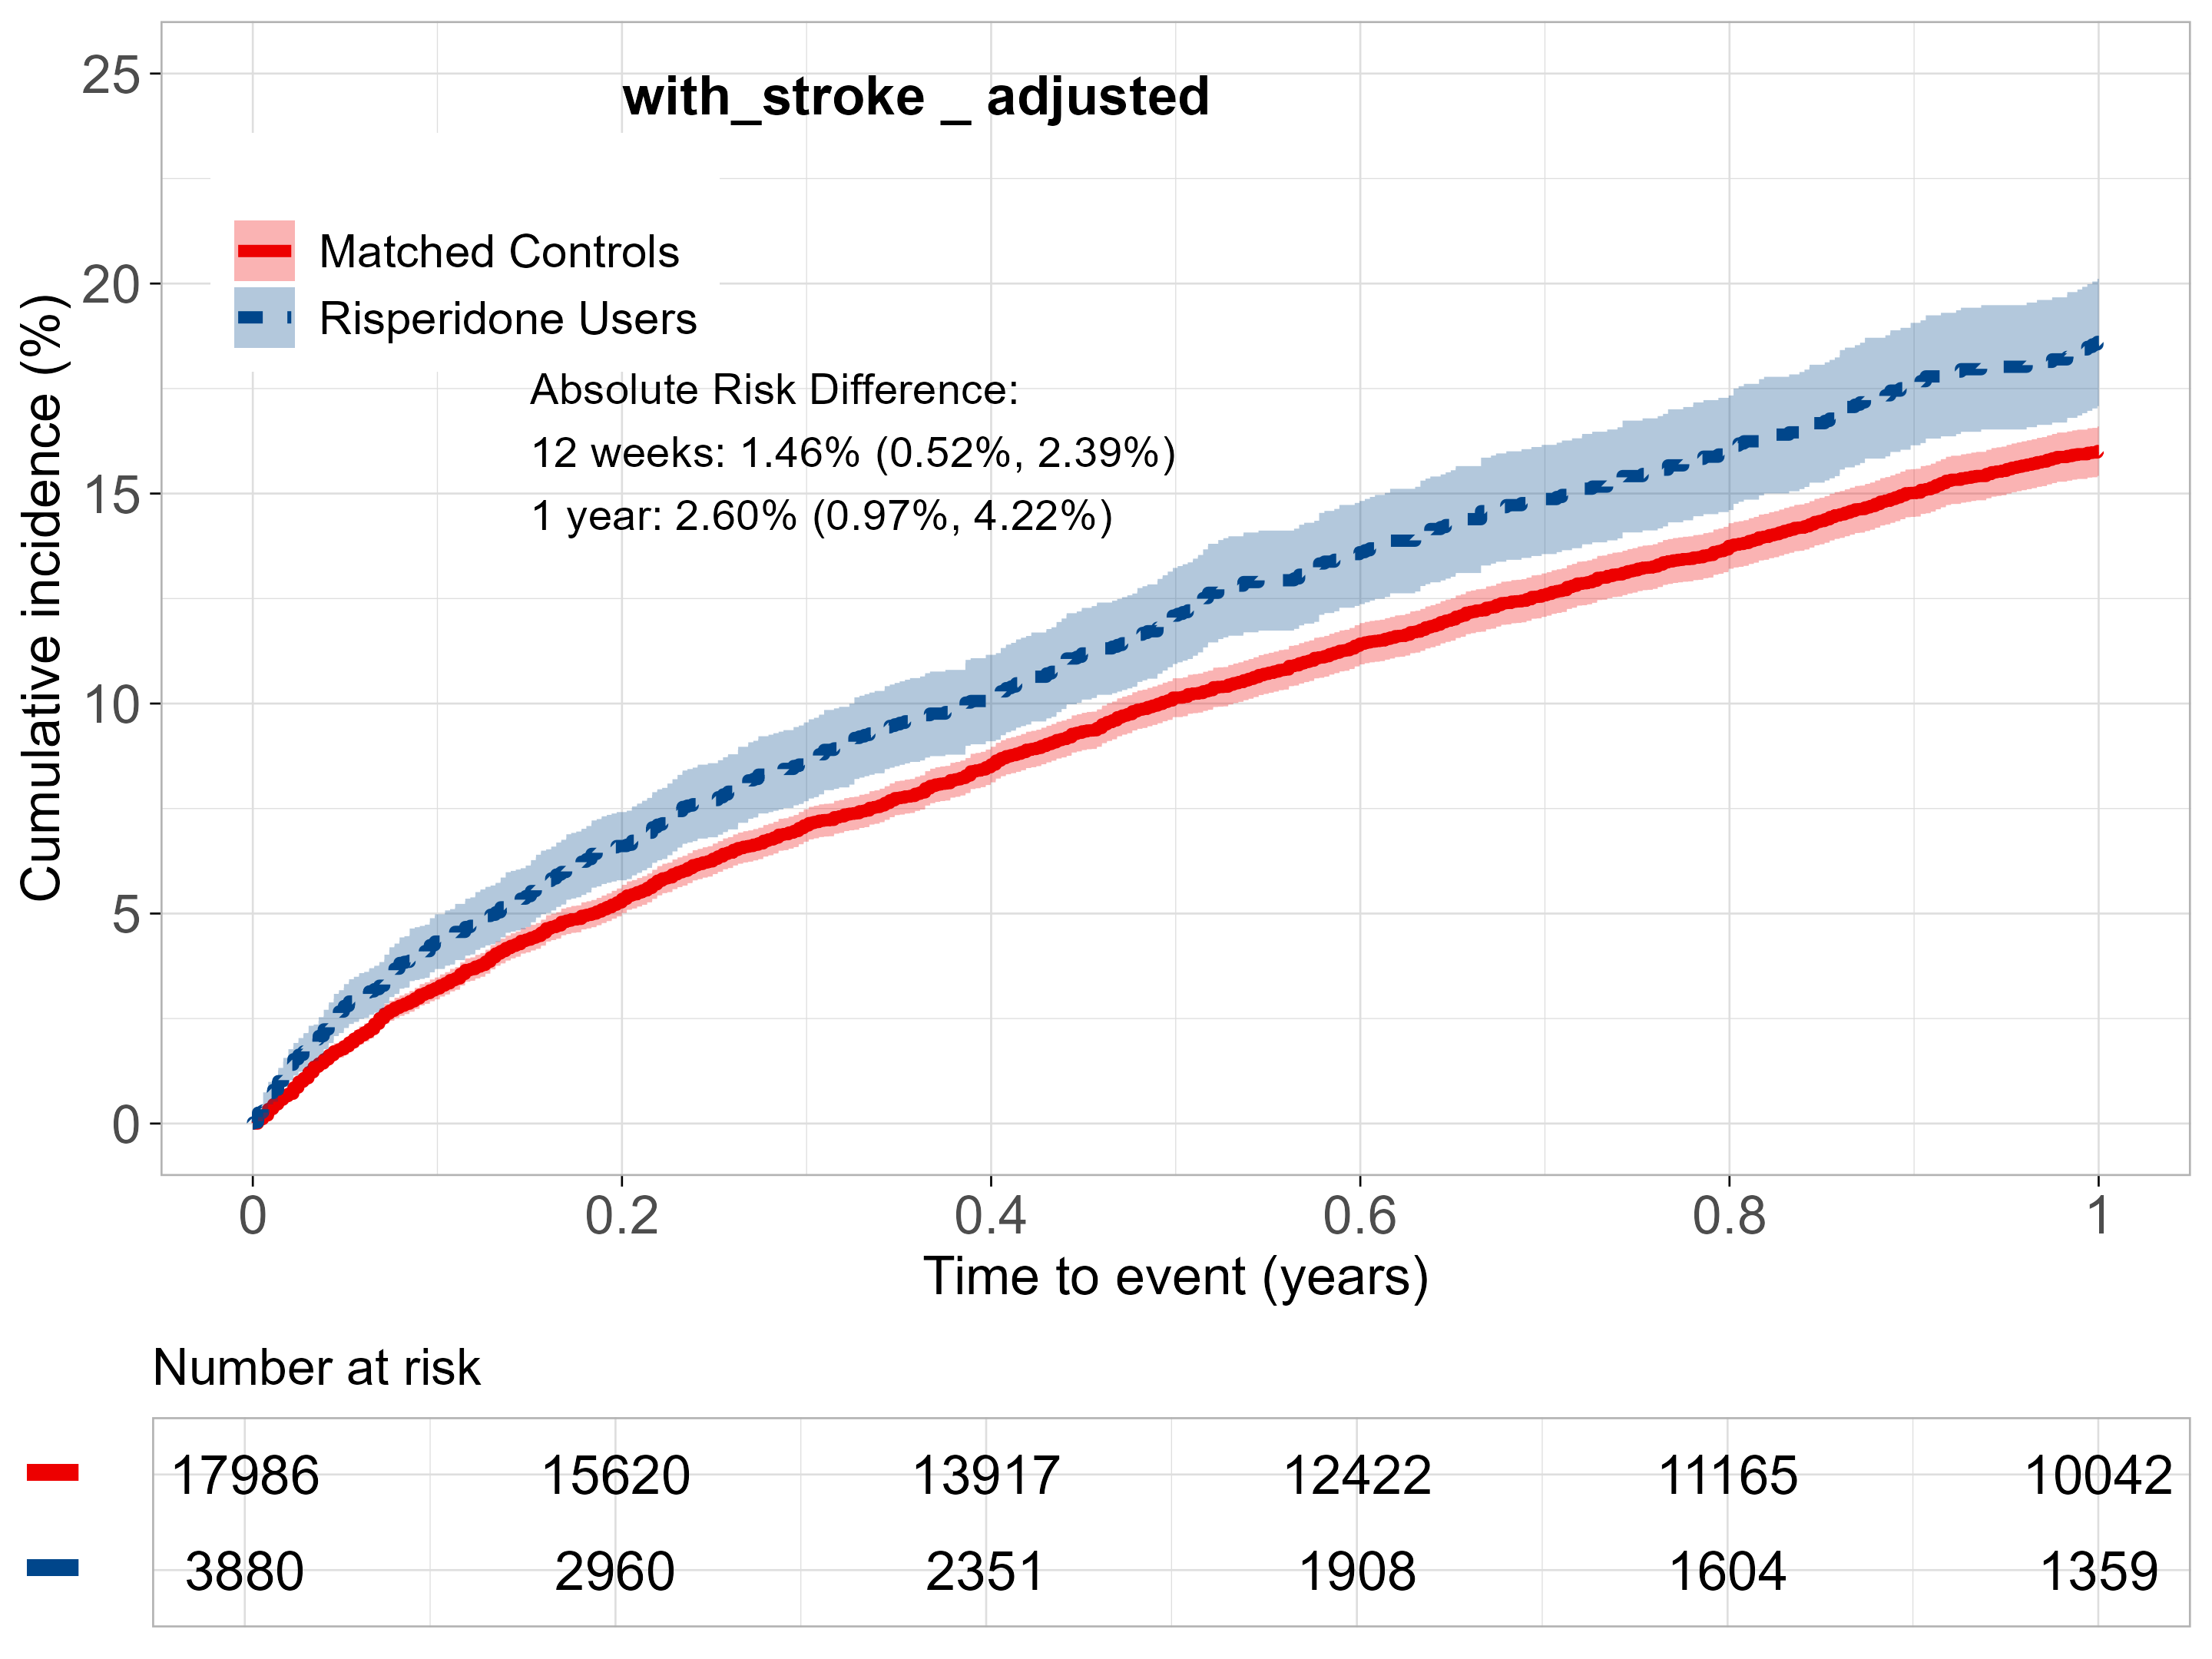 with_stroke _ adjusted
Matched Controls
Risperidone Users
Absolute Risk Difference:
12 weeks: 1.46% (0.52%, 2.39%)
1 year: 2.60% (0.97%, 4.22%)
Cumulative incidence (%)
25
20
15
10
5
0
0 0.2 0.4 0.6 0.8 1
Time to event (years)
Number at risk
17986 15620 13917 12422 11165 10042
3880 2960 2351 1908 1604 1359